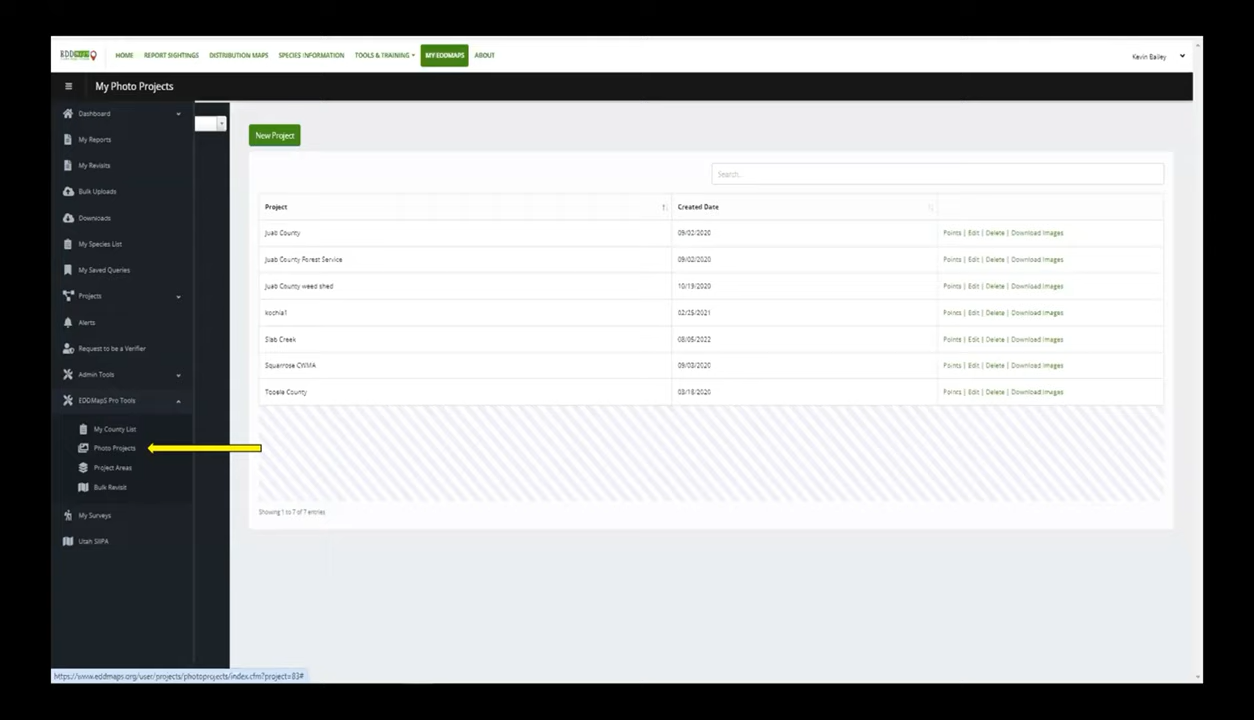 EDDMapS
HOME REPORT SIGHTINGS DISTRIBUTION MAPS SPECIES INFORMATION TOOLS & TRAINING MY EDDMAPS ABOUT
Kevin Bailey
My Photo Projects
Dashboard
My Reports
My Revisits
Bulk Uploads
Downloads
My Species List
My Saved Queries
Projects
Alerts
Request to be a Verifier
Admin Tools
EDDMapS Pro Tools
My County List
Photo Projects
Project Areas
Bulk Revisit
My Surveys
Utah SIIPA
New Project
Search..
Project Created Date
Juab County 09/02/2020 Points | Edit | Delete | Download Images
Juab County Forest Service 09/02/2020 Points | Edit | Delete | Download Images
Juab County weed shed 10/19/2020 Points | Edit | Delete | Download Images
kochia1 02/25/2021 Points | Edit | Delete | Download Images
Slab Creek 08/05/2022 Points | Edit | Delete | Download Images
Squarrose CWMA 09/03/2020 Points | Edit | Delete | Download Images
Tooele County 03/18/2020 Points | Edit | Delete | Download Images
Showing 1 to 7 of 7 entries
https://www.eddmaps.org/user/projects/photoprojects/index.cfm?project=83#